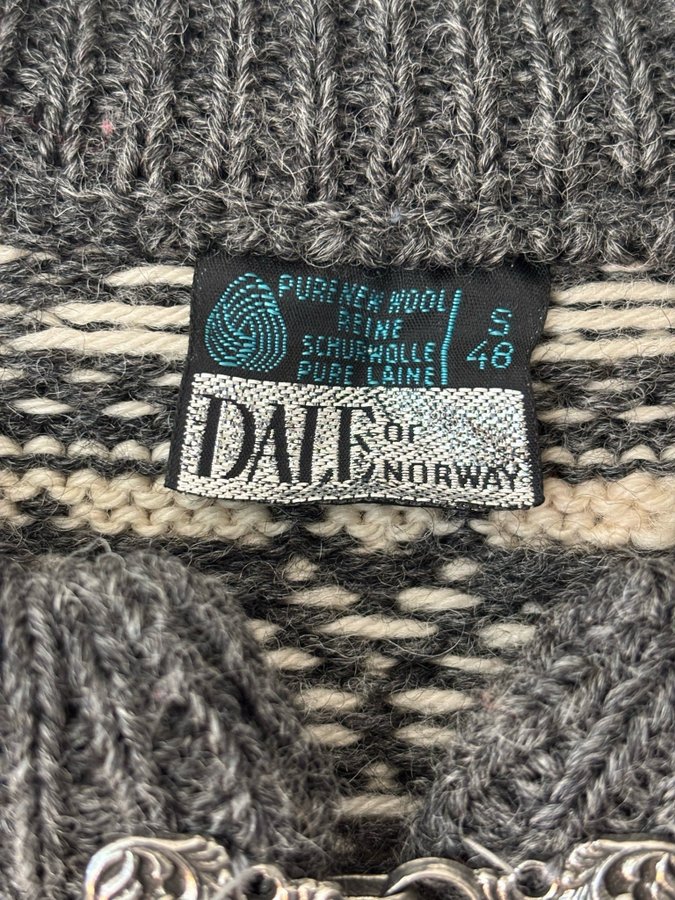 PURE NEW WOOL
REINE
SCHURWOLLE
PURE LAINE
S
48
DALE OF
NORWAY